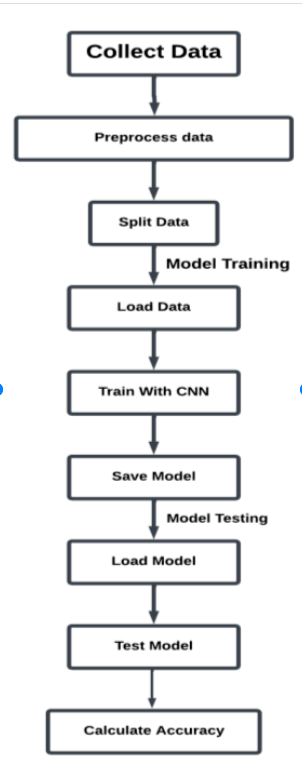 Collect Data
Preprocess data
Split Data
Model Training
Load Data
Train With CNN
Save Model
Model Testing
Load Model
Test Model
Calculate Accuracy